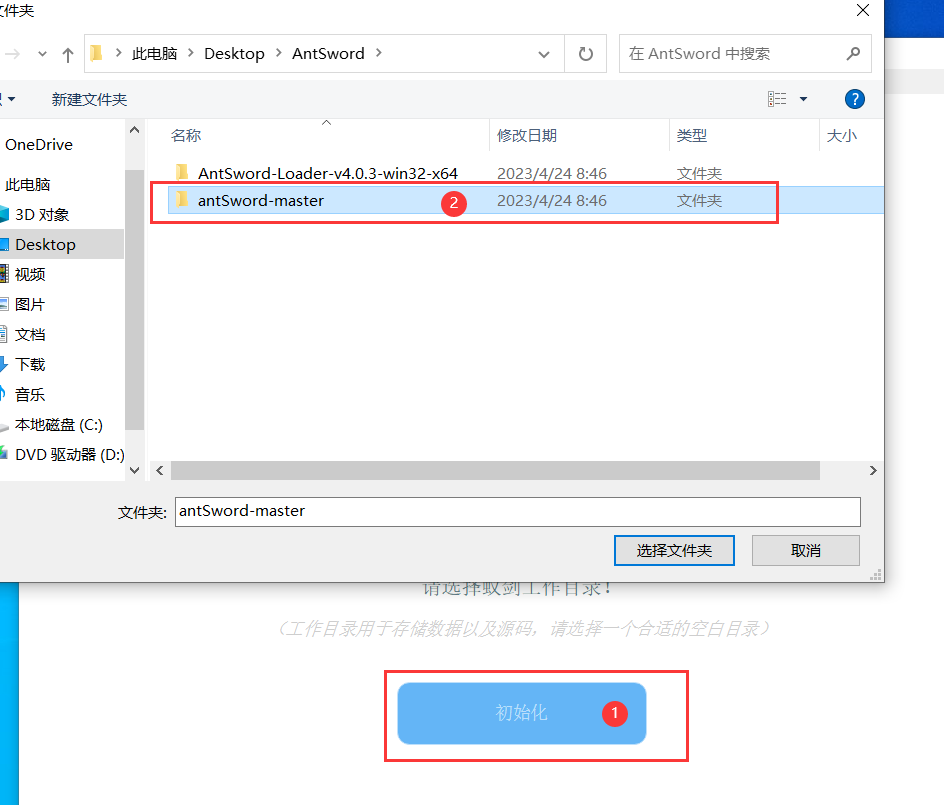 文件夹
此电脑 Desktop AntSword
在 AntSword 中搜索
新建文件夹
名称 修改日期 类型 大小
OneDrive
此电脑
3D 对象
Desktop
视频
图片
文档
下载
音乐
本地磁盘 (C:)
DVD 驱动器 (D:)
AntSword-Loader-v4.0.3-win32-x64 2023/4/24 8:46 文件夹
antSword-master 2 2023/4/24 8:46 文件夹
文件夹: antSword-master
选择文件夹 取消
请选择蚁剑工作目录!
(工作目录用于存储数据以及源码,请选择一个合适的空白目录)
初始化 1